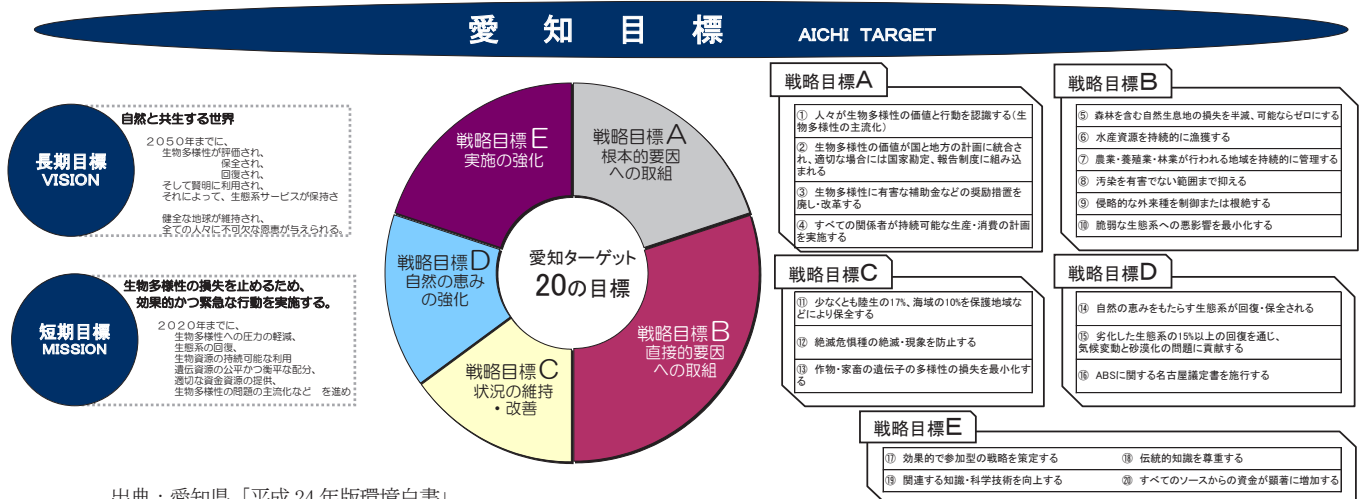 愛知目標 AICHI TARGET
長期目標
VISION
自然と共生する世界
2050年までに、
生物多様性が評価され、
保全され、
回復され、
そして賢明に利用され、
それによって、生態系サービスが保持さ
健全な地球が維持され、
全ての人々に不可欠な恩恵が与えられる。
短期目標
MISSION
生物多様性の損失を止めるため、
効果的かつ緊急な行動を実施する。
2020年までに、
生物多様性への圧力の軽減、
生態系の回復、
生物資源の持続可能な利用
遺伝資源の公平かつ衡平な配分、
適切な資金資源の提供、
生物多様性の問題の主流化など を進め
戦略目標E
実施の強化
戦略目標A
根本的要因
への取組
戦略目標D
自然の恵み
の強化
愛知ターゲット
20の目標
戦略目標B
直接的要因
への取組
戦略目標C
状況の維持
・改善
戦略目標A
① 人々が生物多様性の価値と行動を認識する(生
物多様性の主流化)
② 生物多様性の価値が国と地方の計画に統合さ
れ、適切な場合には国家勘定、報告制度に組み込
まれる
③ 生物多様性に有害な補助金などの奨励措置を
廃し・改革する
④ すべての関係者が持続可能な生産・消費の計画
を実施する
戦略目標B
⑤ 森林を含む自然生息地の損失を半減、可能ならゼロにする
⑥ 水産資源を持続的に漁獲する
⑦ 農業・養殖業・林業が行われる地域を持続的に管理する
⑧ 汚染を有害でない範囲まで抑える
⑨ 侵略的な外来種を制御または根絶する
⑩ 脆弱な生態系への悪影響を最小化する
戦略目標C
⑪ 少なくとも陸生の17%、海域の10%を保護地域な
どにより保全する
⑫ 絶滅危惧種の絶滅・現象を防止する
⑬ 作物・家畜の遺伝子の多様性の損失を最小化す
る
戦略目標D
⑭ 自然の恵みをもたらす生態系が回復・保全される
⑮ 劣化した生態系の15%以上の回復を通じ、
気候変動と砂漠化の問題に貢献する
⑯ ABSに関する名古屋議定書を施行する
戦略目標E
⑰ 効果的で参加型の戦略を策定する ⑱ 伝統的知識を尊重する
⑲ 関連する知識・科学技術を向上する ⑳ すべてのソースからの資金が顕著に増加する
出典：愛知県「平成24年版環境白書」